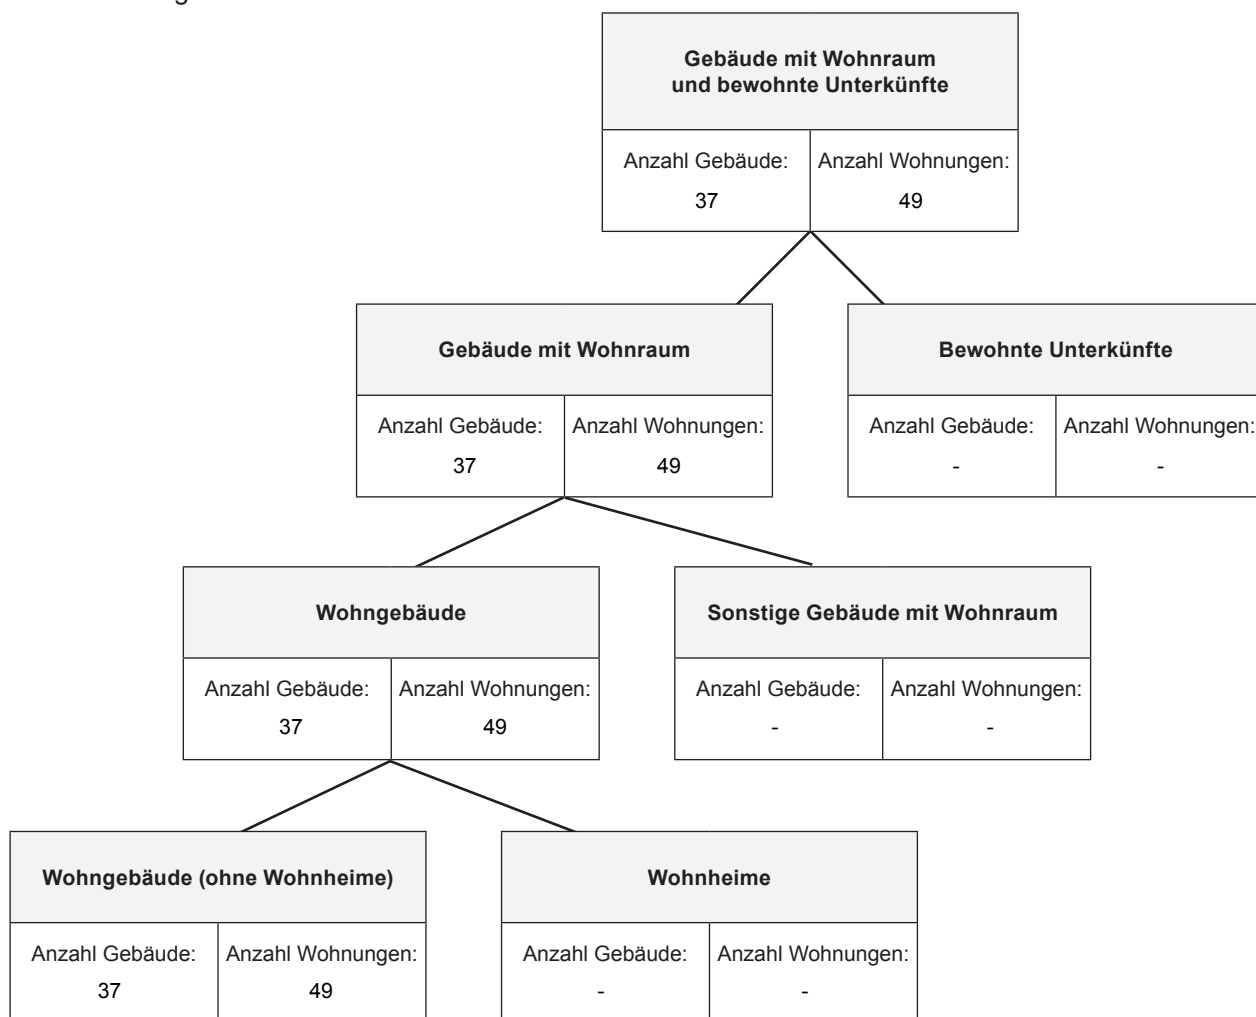 Gebäude mit Wohnraum
und bewohnte Unterkünfte
Anzahl Gebäude: Anzahl Wohnungen:
37 49
Gebäude mit Wohnraum Bewohnte Unterkünfte
Anzahl Gebäude: Anzahl Wohnungen: Anzahl Gebäude: Anzahl Wohnungen:
37 49 - -
Wohngebäude Sonstige Gebäude mit Wohnraum
Anzahl Gebäude: Anzahl Wohnungen: Anzahl Gebäude: Anzahl Wohnungen:
37 49 - -
Wohngebäude (ohne Wohnheime) Wohnheime
Anzahl Gebäude: Anzahl Wohnungen: Anzahl Gebäude: Anzahl Wohnungen:
37 49 - -